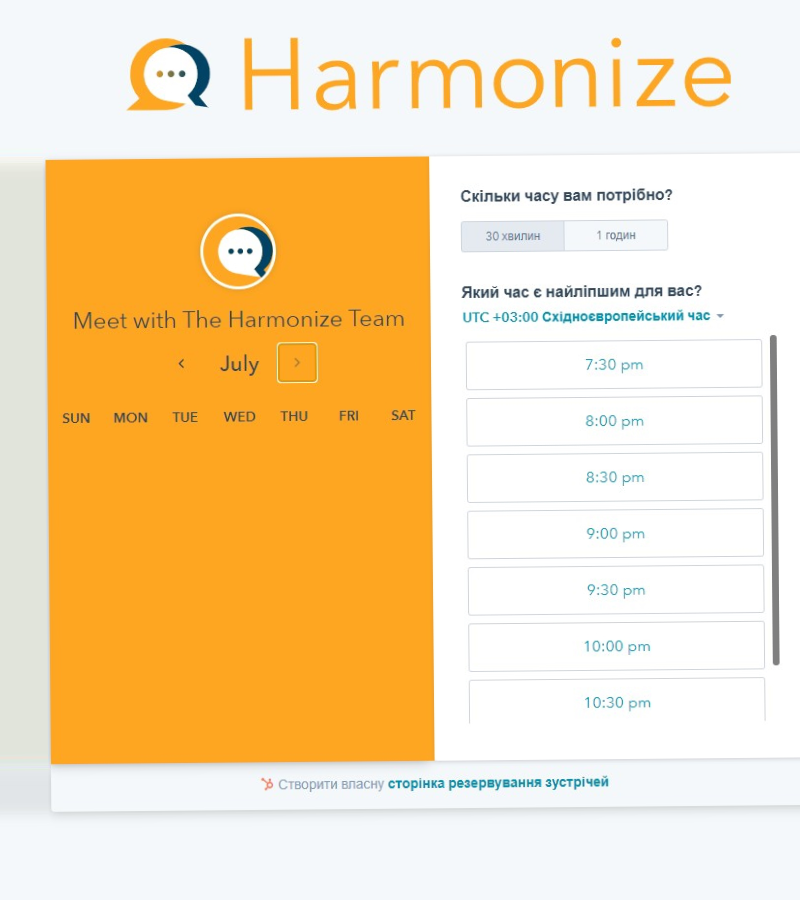 Harmonize
Meet with The Harmonize Team
July
SUN MON TUE WED THU FRI SAT
Скільки часу вам потрібно?
30 хвилин 1 годин
Який час є найліпшим для вас?
UTC +03:00 Східноєвропейський час
7:30 pm
8:00 pm
8:30 pm
9:00 pm
9:30 pm
10:00 pm
10:30 pm
Створити власну сторінка резервування зустрічей